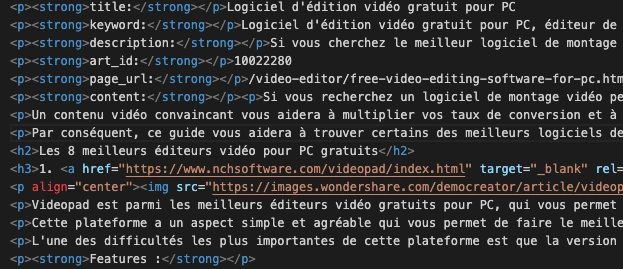 <p><strong>title:</strong></p>Logiciel d'édition vidéo gratuit pour PC
<p><strong>keyword:</strong></p>Logiciel d'édition vidéo gratuit pour PC, éditeur de
<p><strong>description:</strong></p>Si vous cherchez le meilleur logiciel de montage
<p><strong>art_id:</strong></p>10022280
<p><strong>page_url:</strong></p>/video-editor/free-video-editing-software-for-pc.htm
<p><strong>content:</strong></p><p>Si vous recherchez un logiciel de montage vidéo pe
<p>Un contenu vidéo convaincant vous aidera à multiplier vos taux de conversion et à
<p>Par conséquent, ce guide vous aidera à trouver certains des meilleurs logiciels de
<h2>Les 8 meilleurs éditeurs vidéo pour PC gratuits</h2>
<h3>1. <a href="https://www.nchsoftware.com/videopad/index.html" target="_blank" rel=
<p align="center"><img src="https://images.wondershare.com/democreator/article/videop
<p>Videopad est parmi les meilleurs éditeurs vidéo gratuits pour PC, qui vous permet
<p>Cette plateforme a un aspect simple et agréable qui vous permet de faire le meille
<p>L'une des difficultés les plus importantes de cette plateforme est que la version
<p><strong>Features :</strong></p>